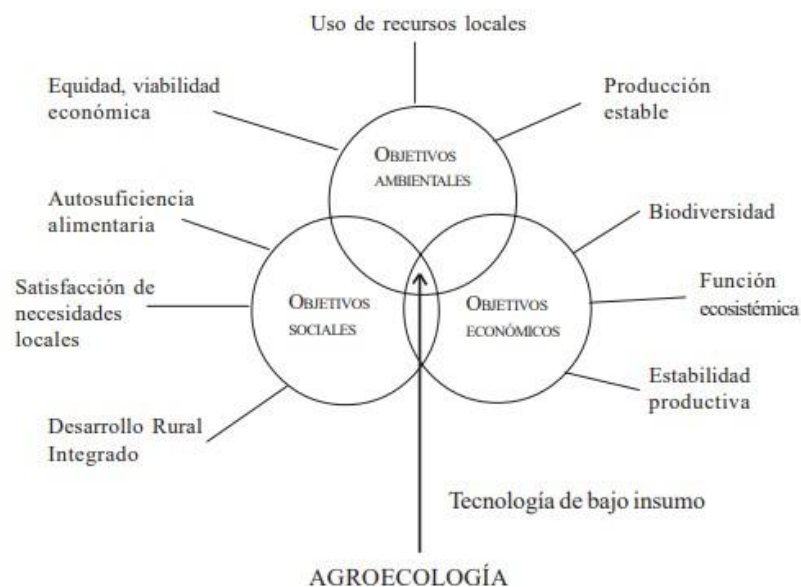 Uso de recursos locales
Equidad, viabilidad
económica
Producción
estable
OBJETIVOS
AMBIENTALES
Autosuficiencia
alimentaria
Biodiversidad
Satisfacción de
necesidades
locales
OBJETIVOS
SOCIALES
OBJETIVOS
ECONÓMICOS
Función
ecosistémica
Estabilidad
productiva
Desarrollo Rural
Integrado
Tecnología de bajo insumo
AGROECOLOGÍA